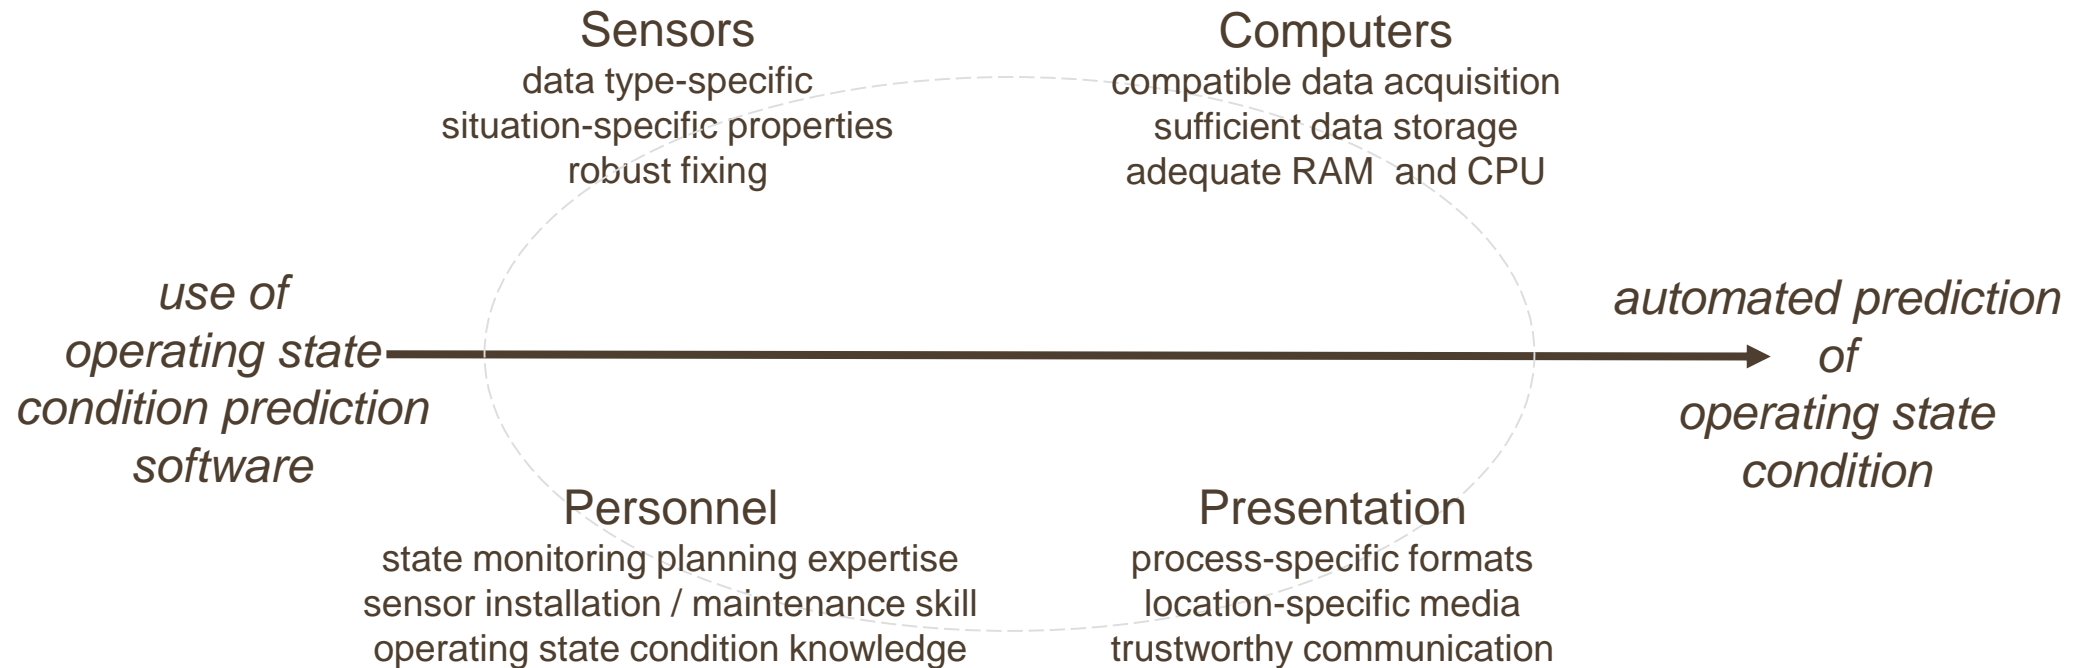 Sensors
data type-specific
situation-specific properties
robust fixing
Computers
compatible data acquisition
sufficient data storage
adequate RAM  and CPU
use of
operating state
condition prediction
software
automated prediction
of
operating state
condition
Personnel
state monitoring planning expertise
sensor installation / maintenance skill
operating state condition knowledge
Presentation
process-specific formats
location-specific media
trustworthy communication